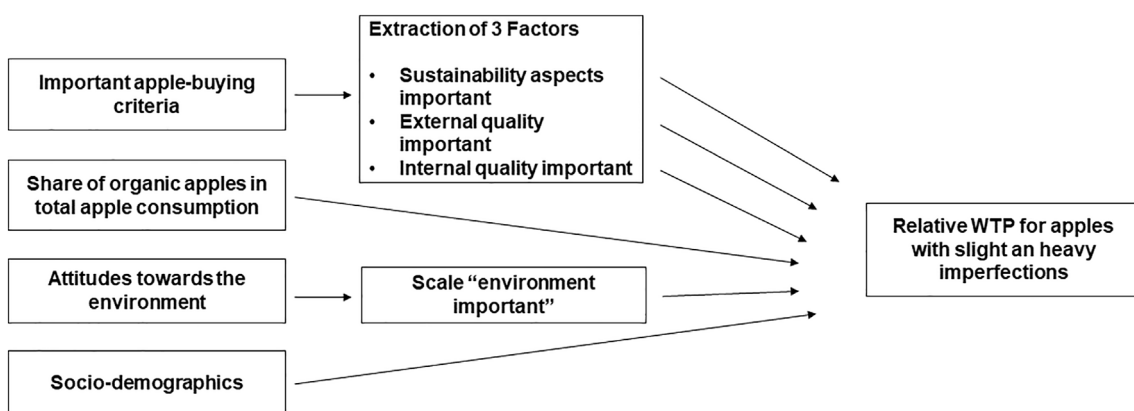 Important apple-buying
criteria
Extraction of 3 Factors
• Sustainability aspects
important
• External quality
important
• Internal quality important
Share of organic apples in
total apple consumption
Attitudes towards the
environment
Scale “environment
important”
Socio-demographics
Relative WTP for apples
with slight an heavy
imperfections